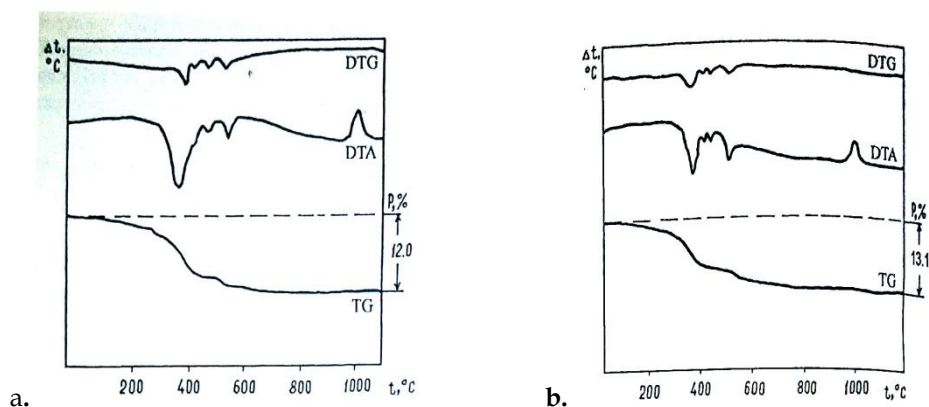 Δt,
°C
DTG
DTA
P,%
12.0
TG
200 400 600 800 1000 t,°C
a.
Δt,
°C
DTG
DTA
P,%
13.1
TG
200 400 600 800 1000 t,°C
b.